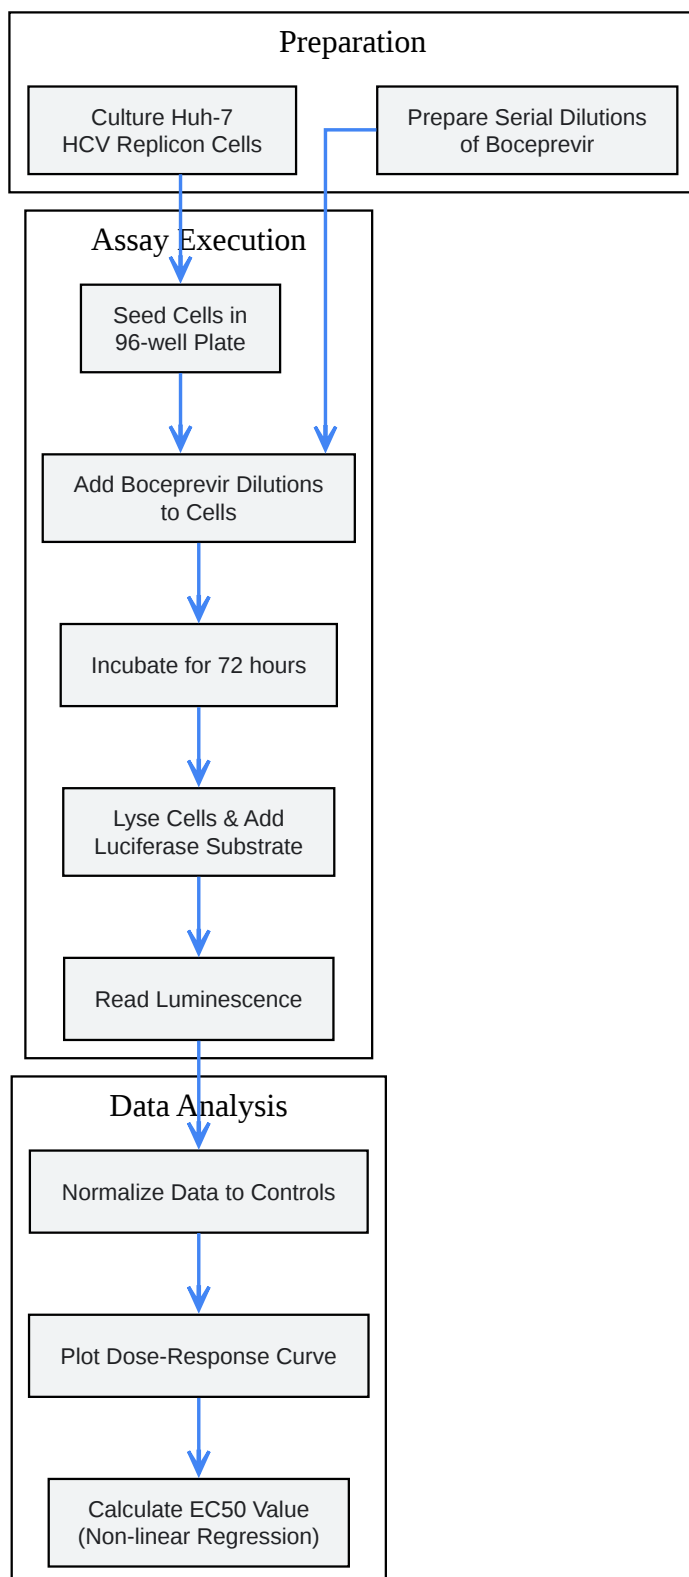 Preparation
Culture Huh-7
HCV Replicon Cells
Prepare Serial Dilutions
of Boceprevir
Assay Execution
Seed Cells in
96-well Plate
Add Boceprevir Dilutions
to Cells
Incubate for 72 hours
Lyse Cells & Add
Luciferase Substrate
Read Luminescence
Data Analysis
Normalize Data to Controls
Plot Dose-Response Curve
Calculate EC50 Value
(Non-linear Regression)